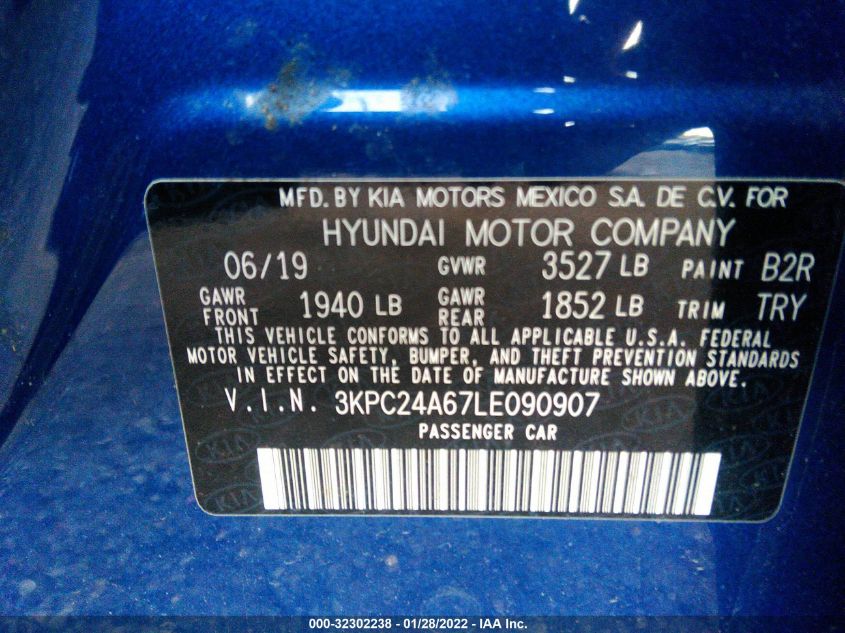 MFD. BY KIA MOTORS MEXICO S.A. DE C.V. FOR
HYUNDAI MOTOR COMPANY
06/19 GVWR 3527 LB PAINT B2R
GAWR FRONT 1940 LB GAWR REAR 1852 LB TRIM TRY
THIS VEHICLE CONFORMS TO ALL APPLICABLE U.S.A. FEDERAL
MOTOR VEHICLE SAFETY, BUMPER, AND THEFT PREVENTION STANDARDS
IN EFFECT ON THE DATE OF MANUFACTURE SHOWN ABOVE.
V.I.N. 3KPC24A67LE090907
PASSENGER CAR
KIA
000-32302238 - 01/28/2022 - IAA Inc.